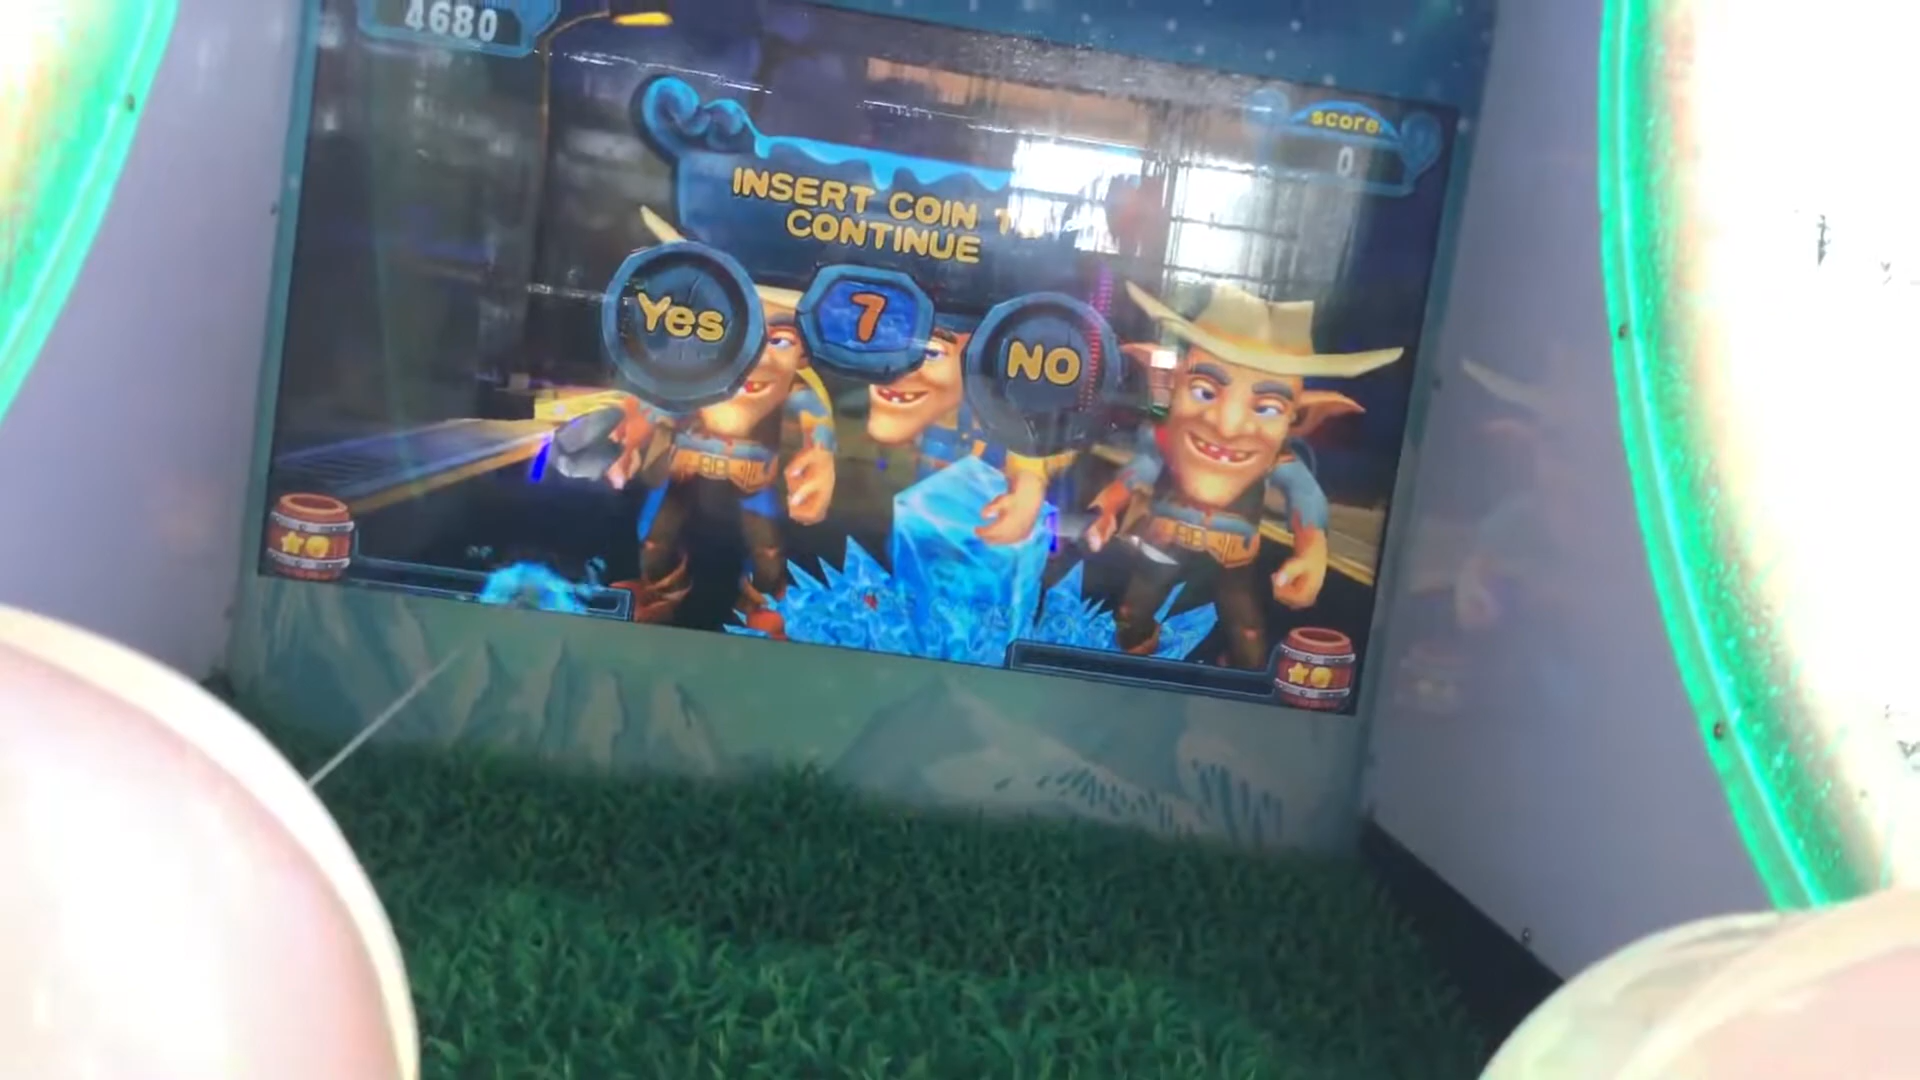 4680
score
0
INSERT COIN
CONTINUE
Yes
7
NO